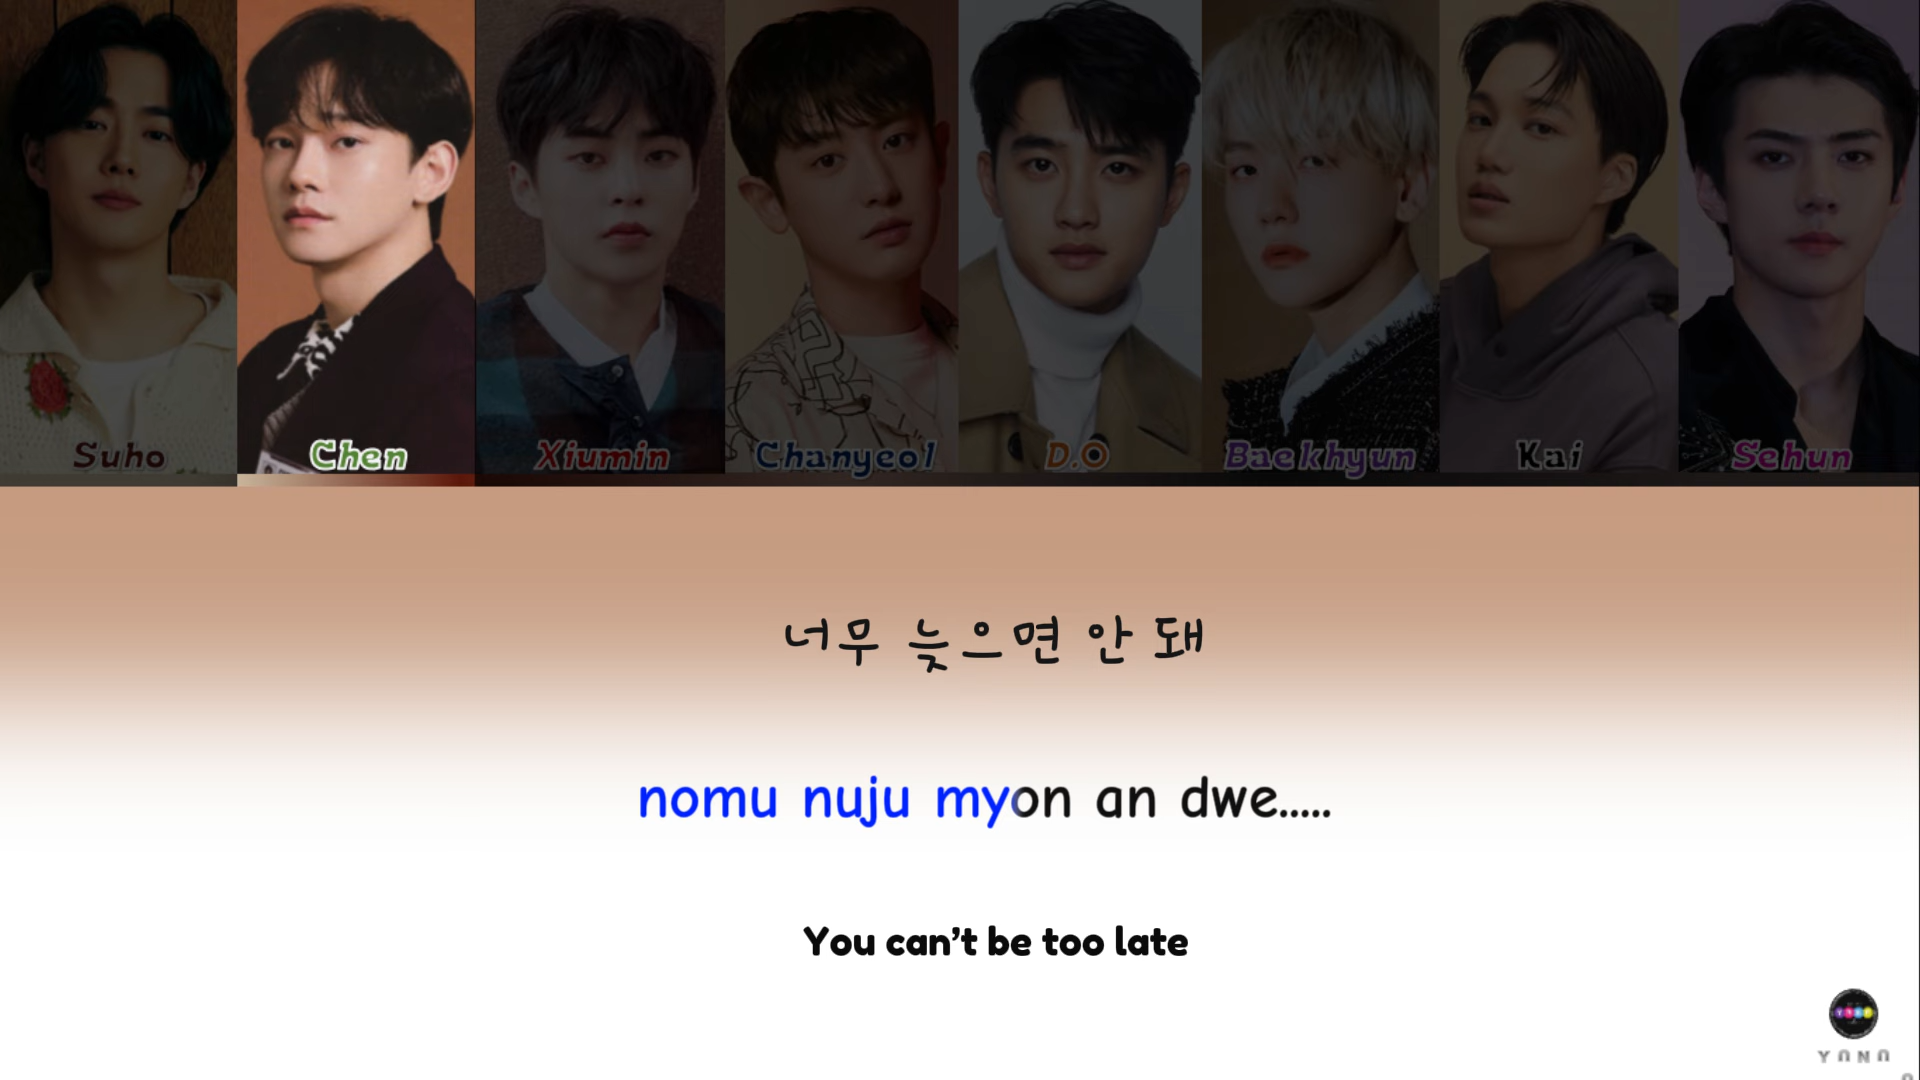 Suho Chen Xiumin Chanyeol D.O Baekhyun Kai Sehun
너무 늦으면 안 돼
nomu nuju myon an dwe.....
You can't be too late
YANA